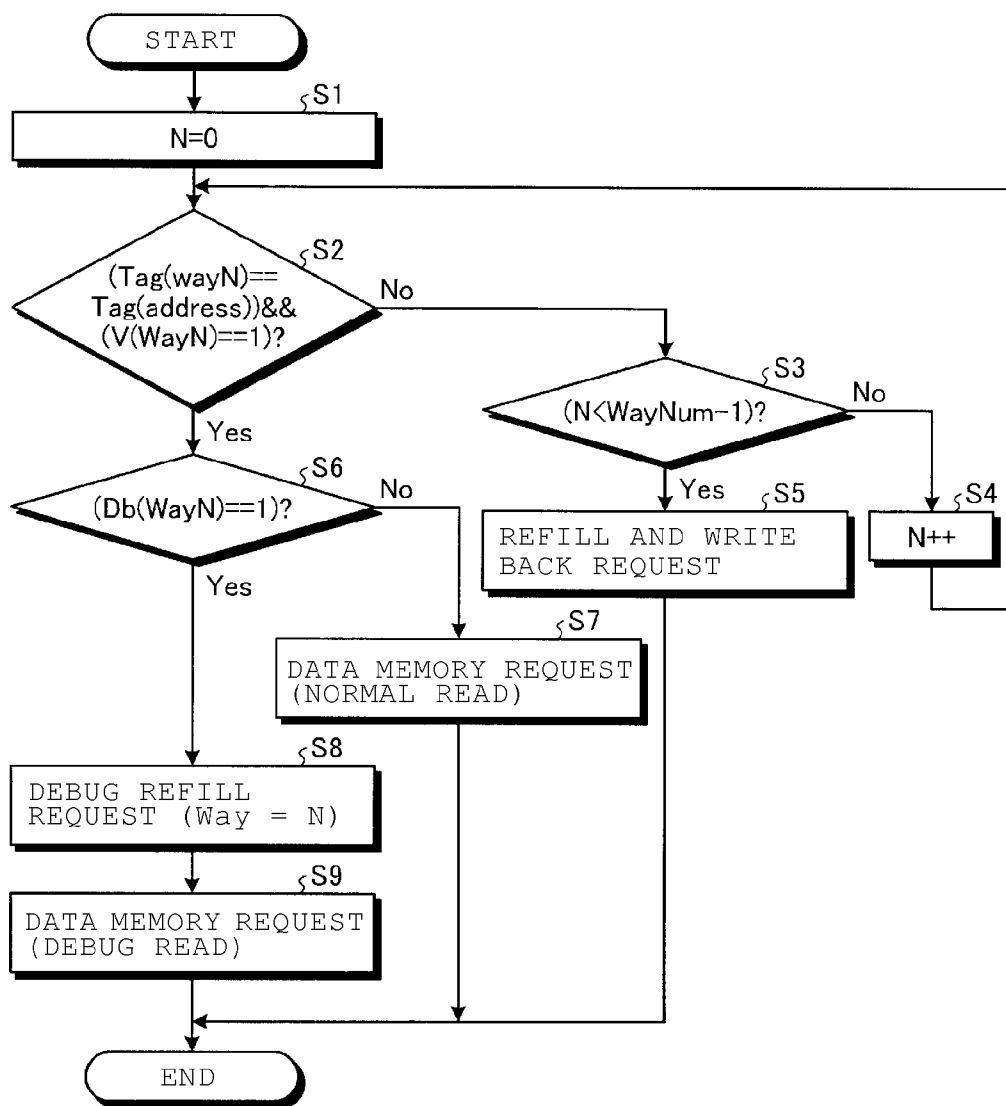 START
S1
N=0
S2
(Tag(wayN)==
Tag(address))&&
(V(WayN)==1)?
No
Yes
S3
(N<WayNum-1)?
No
Yes
S4
N++
S5
REFILL AND WRITE
BACK REQUEST
S6
(Db(WayN)==1)?
No
Yes
S7
DATA MEMORY REQUEST
(NORMAL READ)
S8
DEBUG REFILL
REQUEST (Way = N)
S9
DATA MEMORY REQUEST
(DEBUG READ)
END